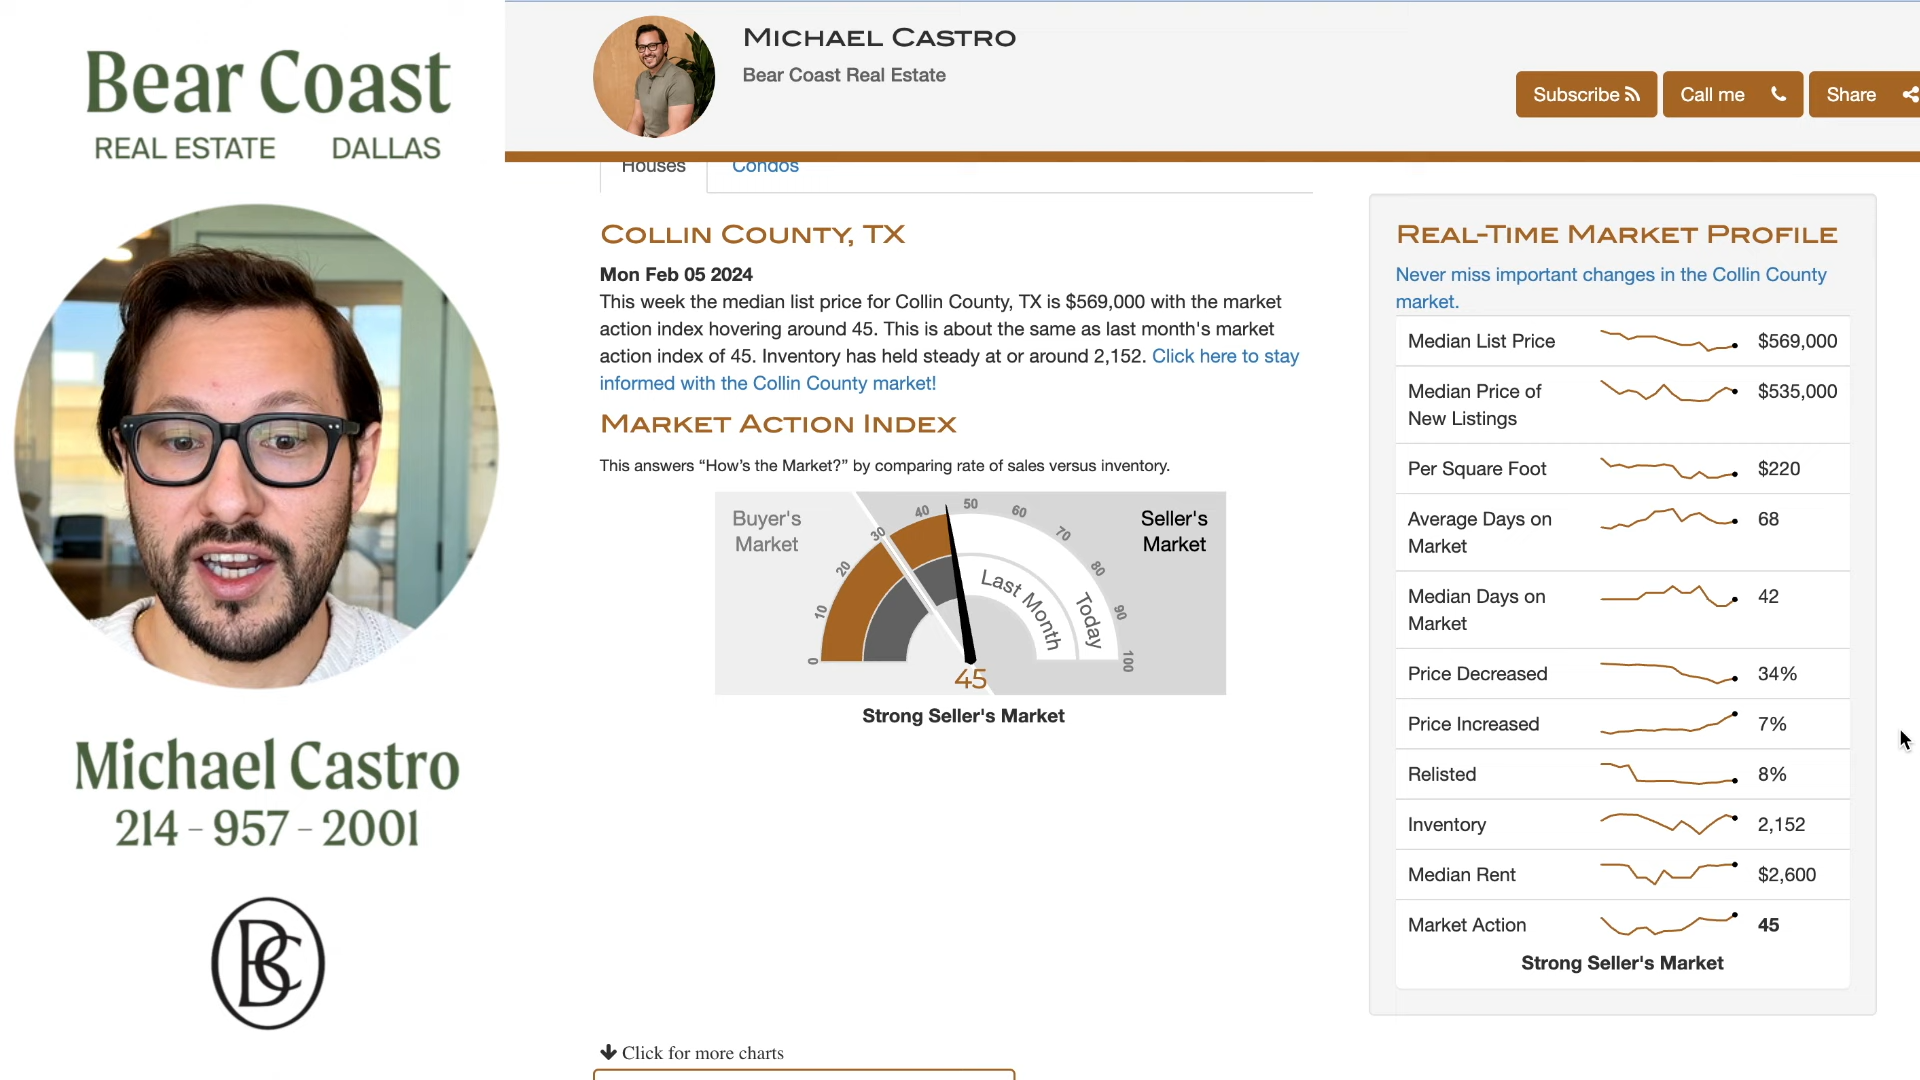 Bear Coast
REAL ESTATE DALLAS
Michael Castro
214 - 957 - 2001
BC
MICHAEL CASTRO
Bear Coast Real Estate
Subscribe
Call me
Share
Houses
Condos
COLLIN COUNTY, TX
Mon Feb 05 2024
This week the median list price for Collin County, TX is $569,000 with the market
action index hovering around 45. This is about the same as last month's market
action index of 45. Inventory has held steady at or around 2,152. Click here to stay
informed with the Collin County market!
MARKET ACTION INDEX
This answers “How’s the Market?” by comparing rate of sales versus inventory.
Buyer's
Market
Seller's
Market
0
10
20
30
40
50
60
70
80
90
100
Last Month
Today
45
Strong Seller's Market
Click for more charts
REAL-TIME MARKET PROFILE
Never miss important changes in the Collin County
market.
Median List Price $569,000
Median Price of $535,000
New Listings
Per Square Foot $220
Average Days on 68
Market
Median Days on 42
Market
Price Decreased 34%
Price Increased 7%
Relisted 8%
Inventory 2,152
Median Rent $2,600
Market Action 45
Strong Seller's Market